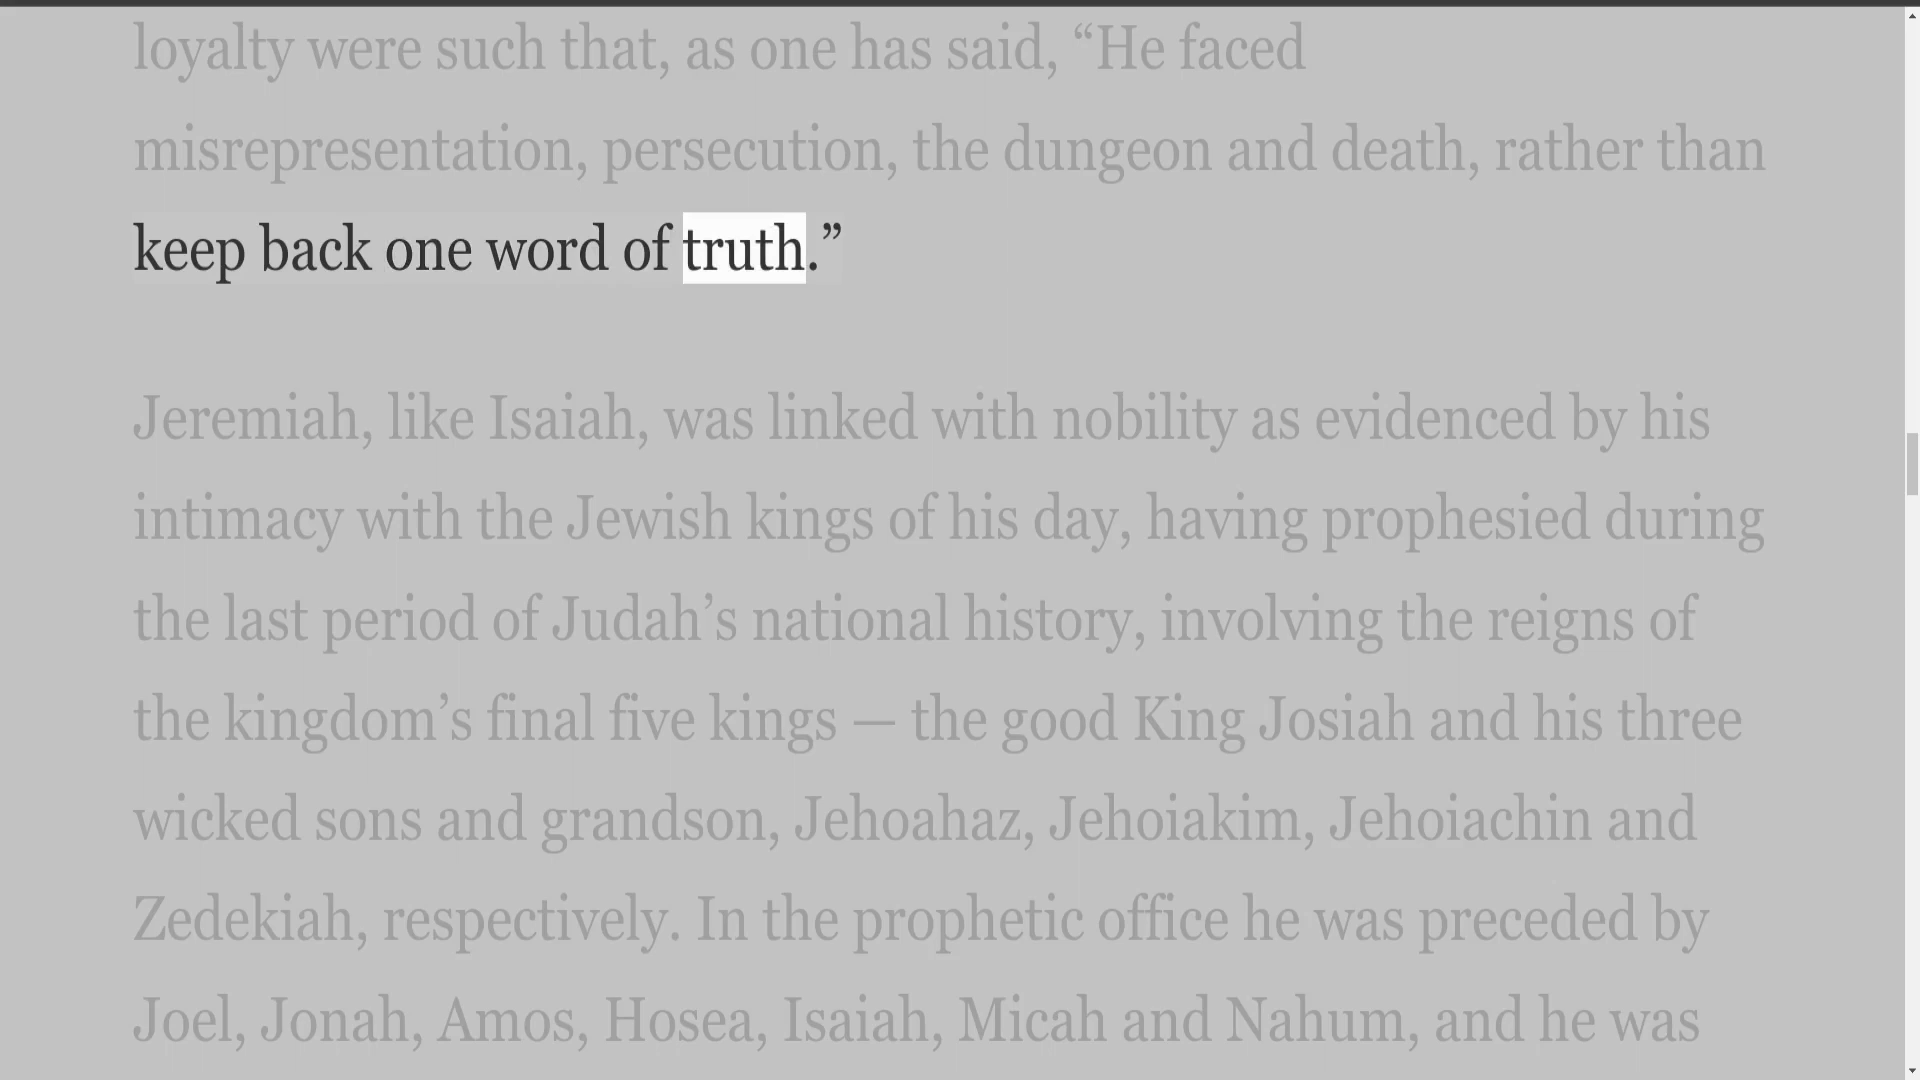 loyalty were such that, as one has said, “He faced
misrepresentation, persecution, the dungeon and death, rather than
keep back one word of truth.”
Jeremiah, like Isaiah, was linked with nobility as evidenced by his
intimacy with the Jewish kings of his day, having prophesied during
the last period of Judah’s national history, involving the reigns of
the kingdom’s final five kings — the good King Josiah and his three
wicked sons and grandson, Jehoahaz, Jehoiakim, Jehoiachin and
Zedekiah, respectively. In the prophetic office he was preceded by
Joel, Jonah, Amos, Hosea, Isaiah, Micah and Nahum, and he was